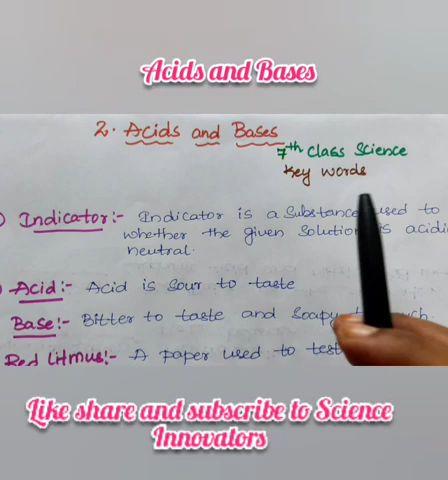 Acids and Bases
2. Acids and Bases
7th class Science
Key words
Indicator:- Indicator is a Substance used to
whether the given Solution is acidi
neutral.
Acid:- Acid is sour to taste
Base:- Bitter to taste and Soapy
Red Litmus:- A paper used to test
Like share and subscribe to Science
Innovators